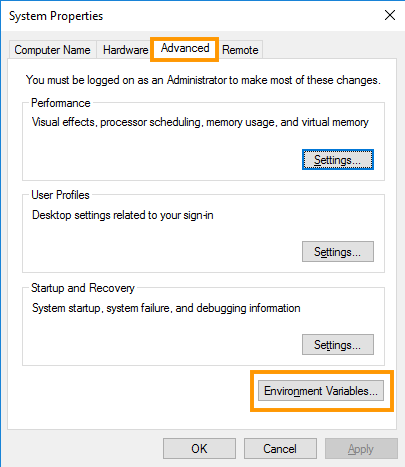 System Properties
Computer Name Hardware Advanced Remote
You must be logged on as an Administrator to make most of these changes.
Performance
Visual effects, processor scheduling, memory usage, and virtual memory
Settings...
User Profiles
Desktop settings related to your sign-in
Settings...
Startup and Recovery
System startup, system failure, and debugging information
Settings...
Environment Variables...
OK Cancel Apply